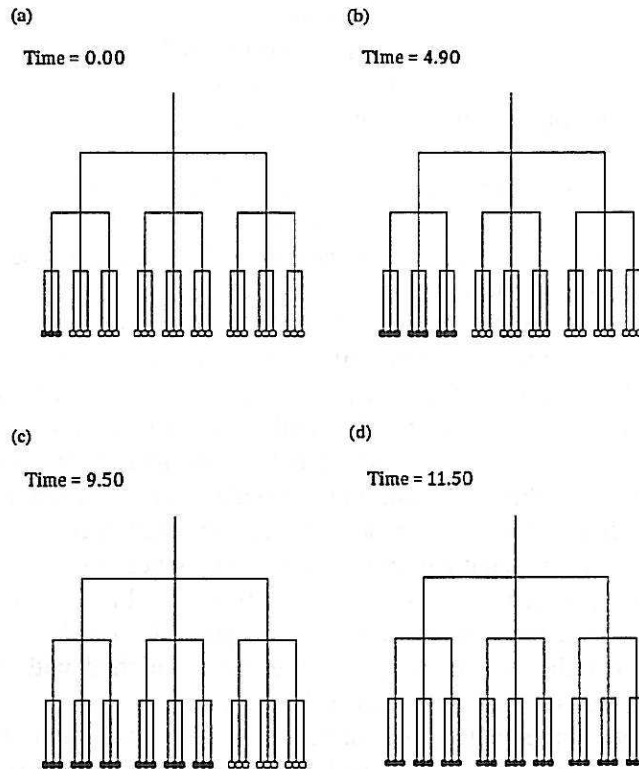 (a)
Time = 0.00
(b)
Time = 4.90
(c)
Time = 9.50
(d)
Time = 11.50